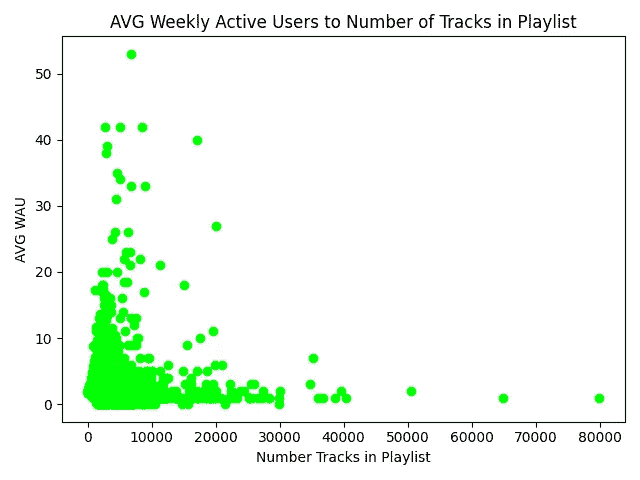 AVG Weekly Active Users to Number of Tracks in Playlist
50
40
30
20
10
0
AVG WAU
0 10000 20000 30000 40000 50000 60000 70000 80000
Number Tracks in Playlist